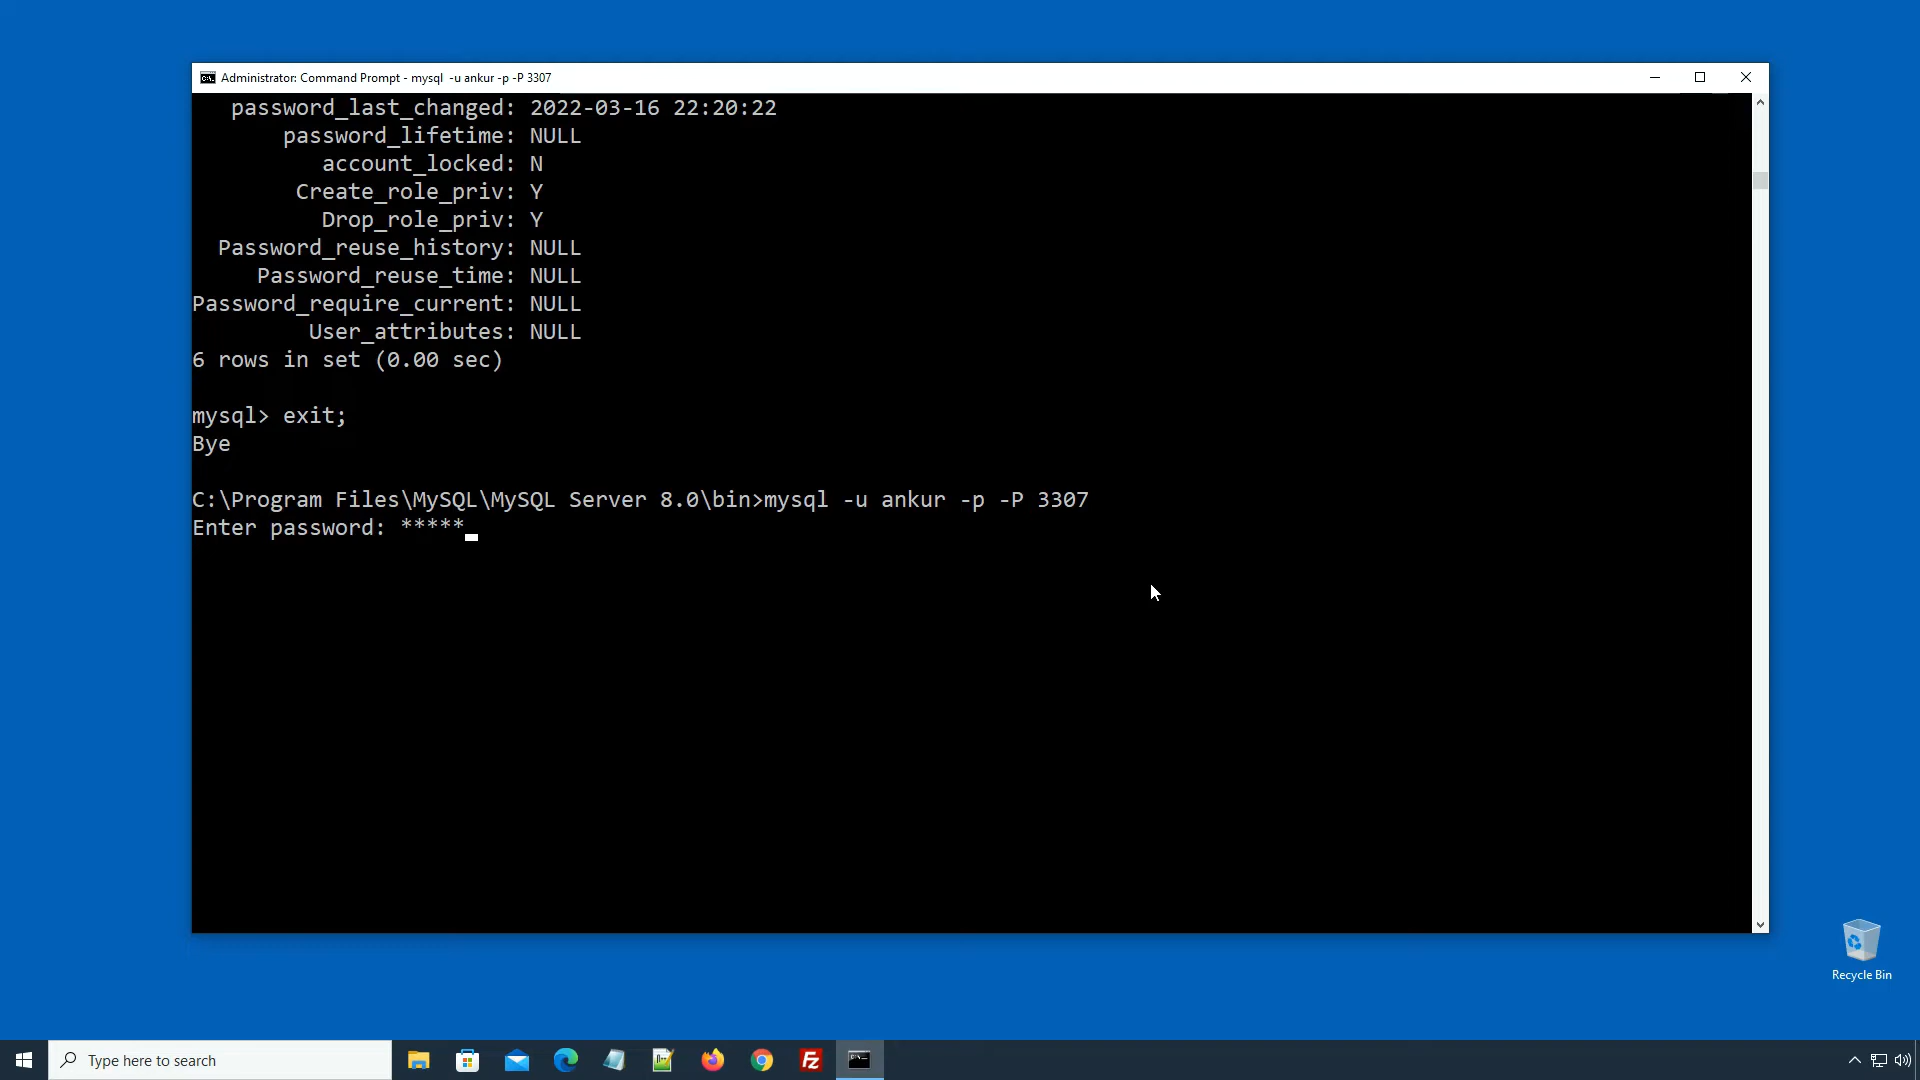 Administrator: Command Prompt - mysql  -u ankur -p -P 3307
password_last_changed: 2022-03-16 22:20:22
password_lifetime: NULL
account_locked: N
Create_role_priv: Y
Drop_role_priv: Y
Password_reuse_history: NULL
Password_reuse_time: NULL
Password_require_current: NULL
User_attributes: NULL
6 rows in set (0.00 sec)
mysql> exit;
Bye
C:\Program Files\MySQL\MySQL Server 8.0\bin>mysql -u ankur -p -P 3307
Enter password: *****
Recycle Bin
Type here to search